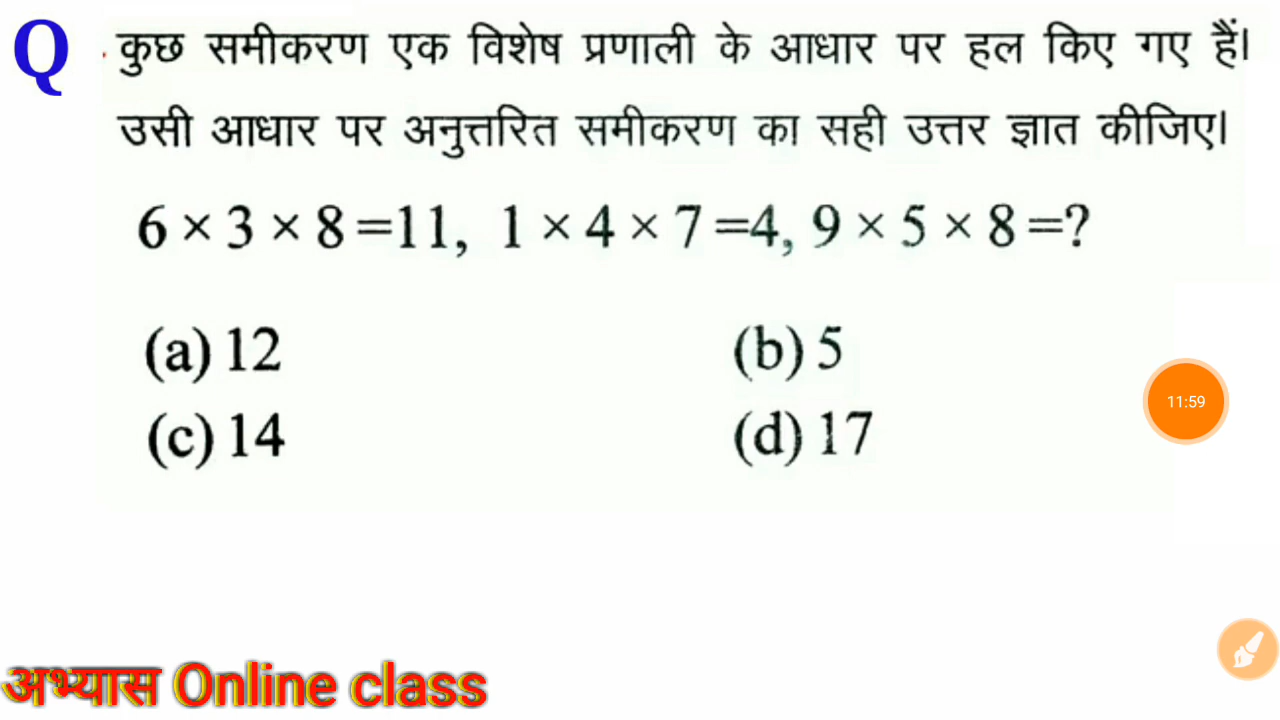 Q कुछ समीकरण एक विशेष प्रणाली के आधार पर हल किए गए हैं।
उसी आधार पर अनुत्तरित समीकरण का सही उत्तर ज्ञात कीजिए।
6 × 3 × 8 =11, 1 × 4 × 7 =4, 9 × 5 × 8 =?
(a) 12 (b) 5
11:59
(c) 14 (d) 17
अभ्यास Online class